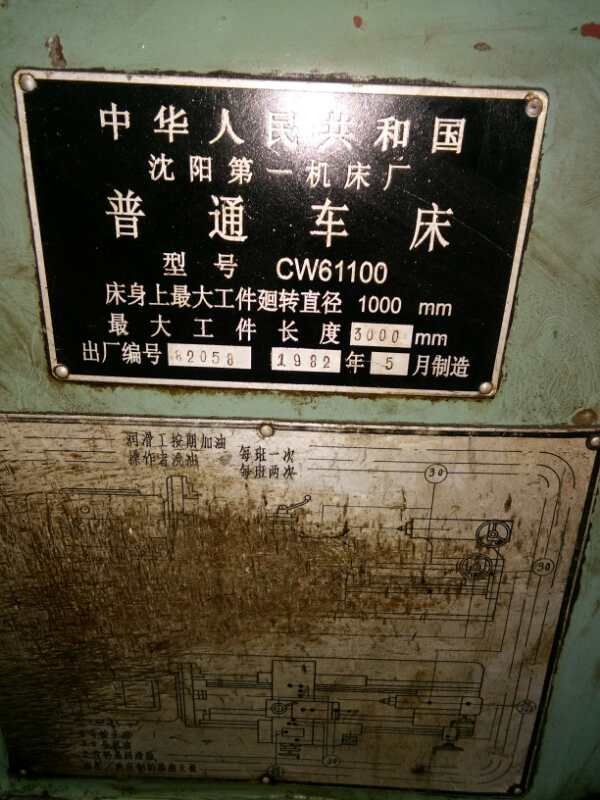 中华人民共和国
沈阳第一机床厂
普通车床
型号 CW61100
床身上最大工件廻转直径 1000 mm
最大工件长度 3000 mm
出厂编号 82058 1982 年 5 月制造
润滑工按期加油 每班一次
操作者浇油 每班两次
30
30
30